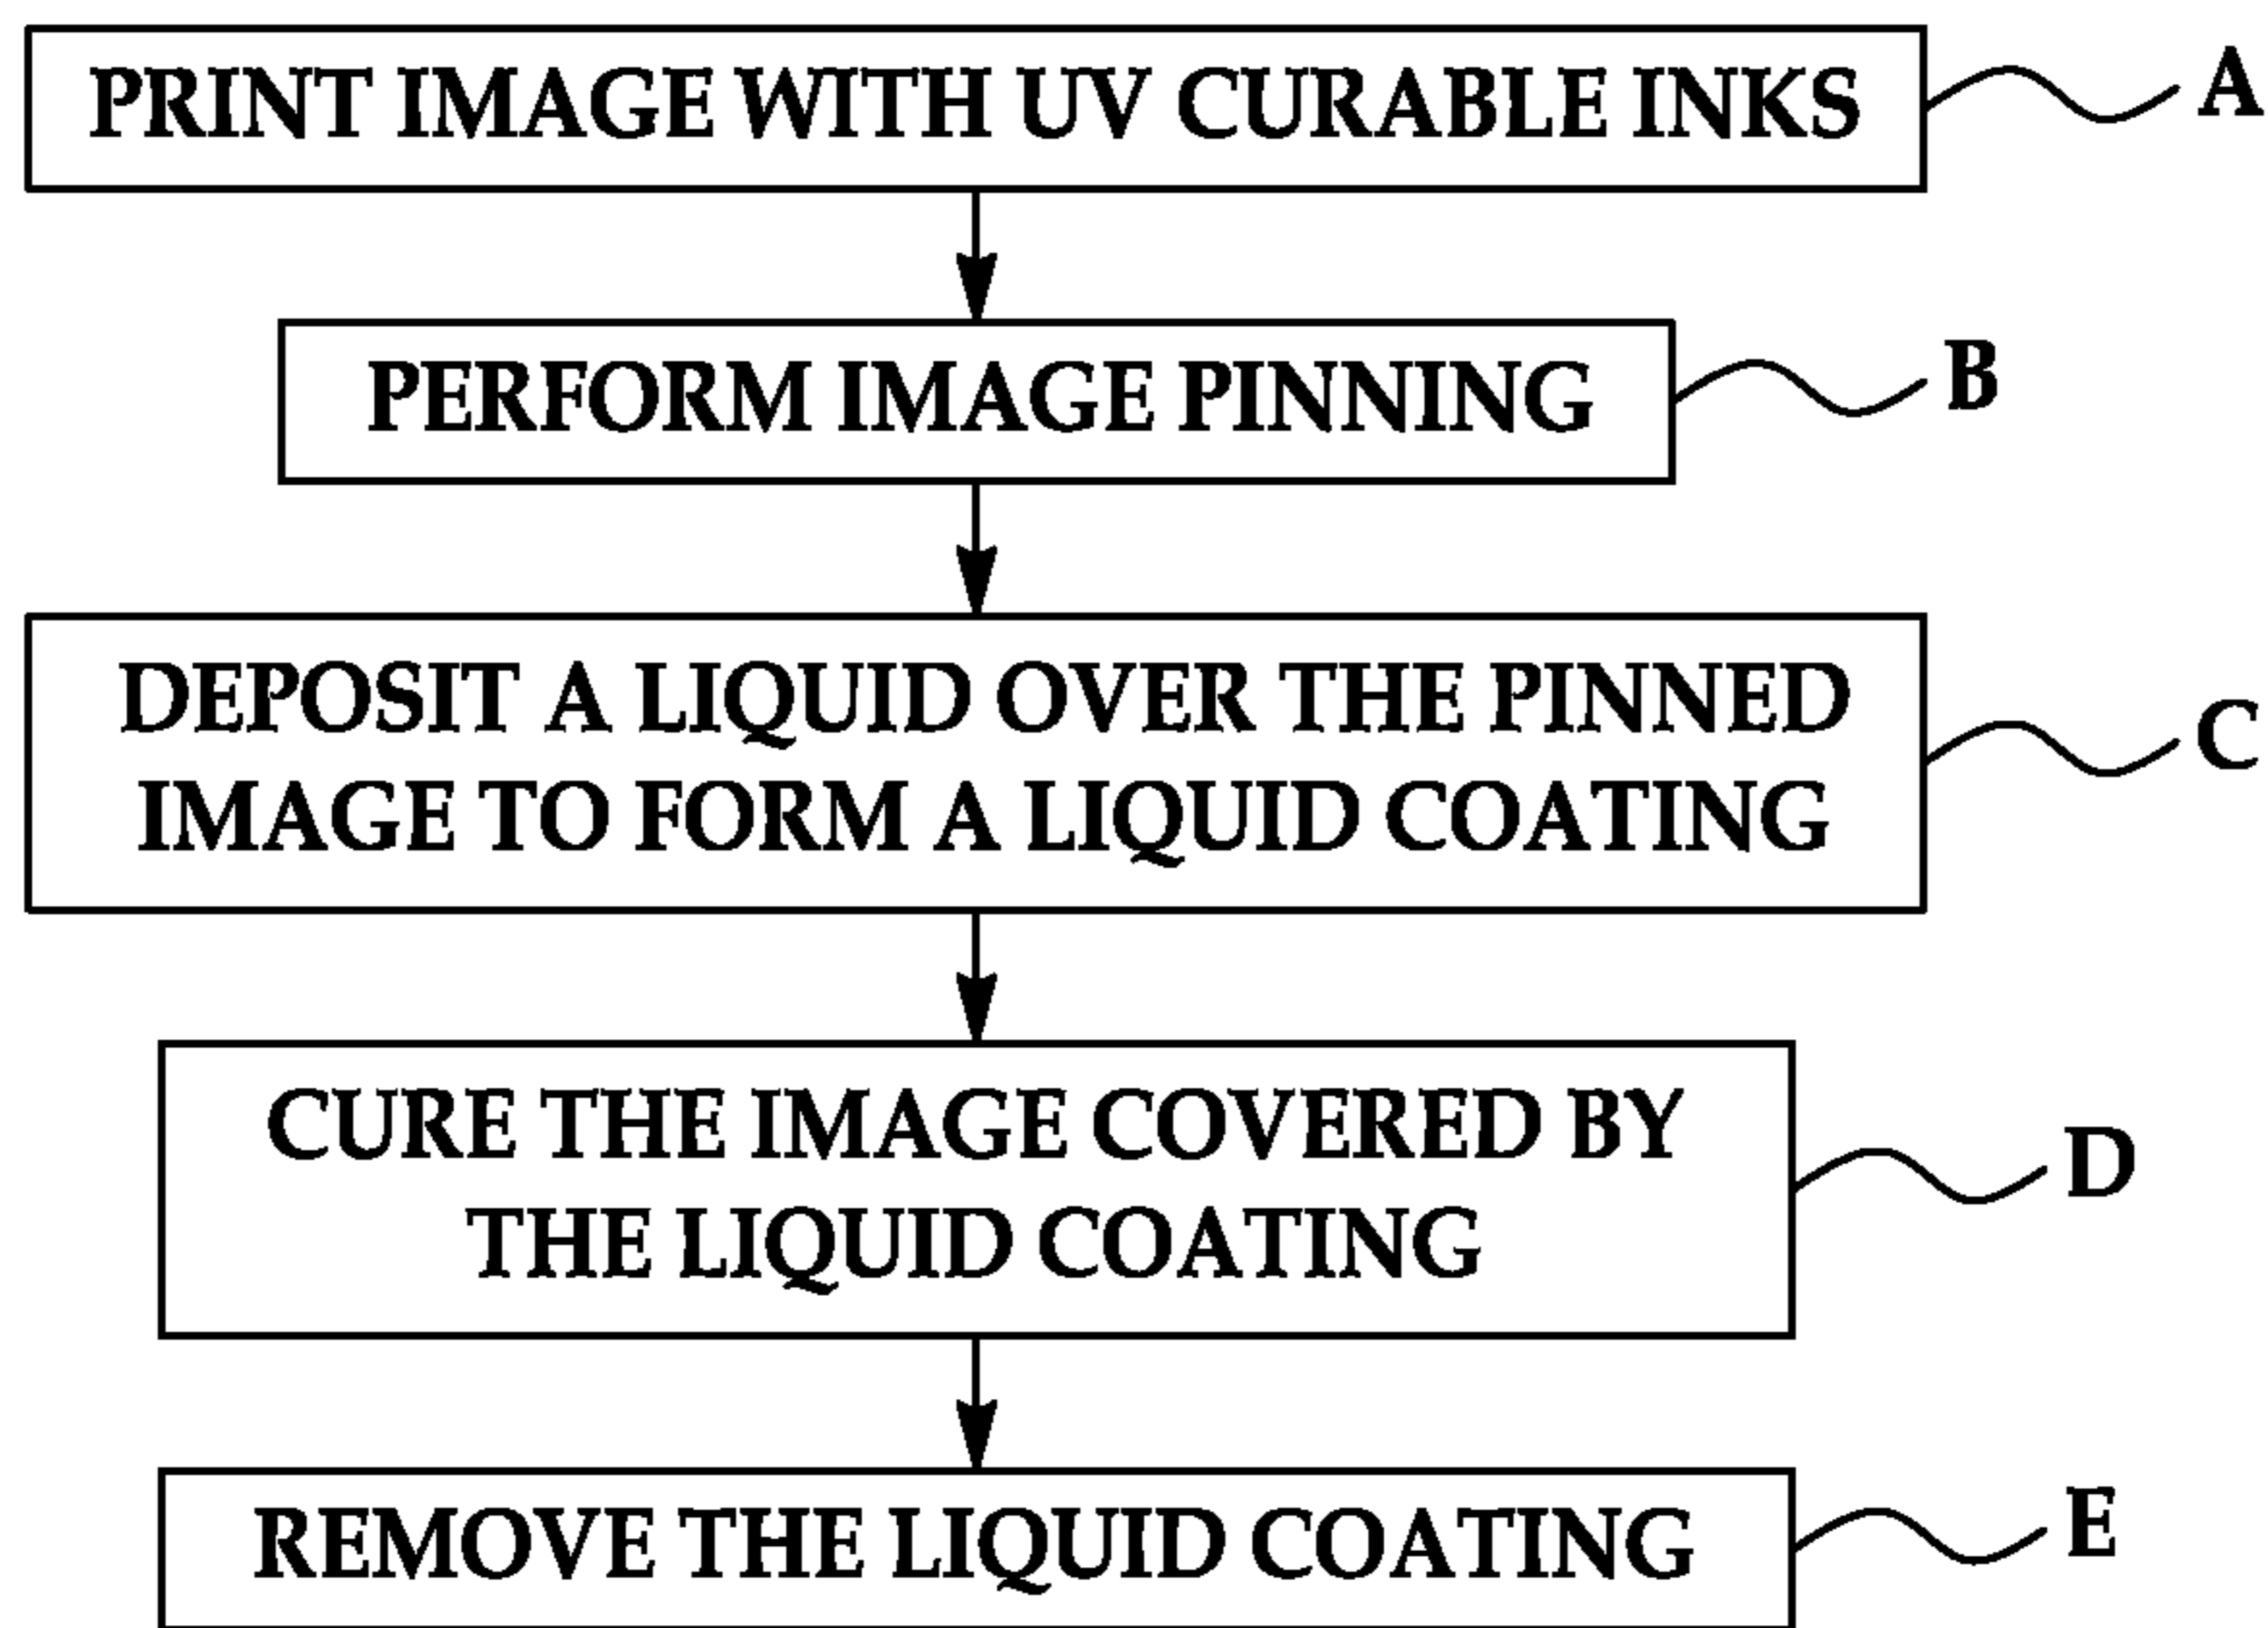 PRINT IMAGE WITH UV CURABLE INKS
A
PERFORM IMAGE PINNING
B
DEPOSIT A LIQUID OVER THE PINNED
IMAGE TO FORM A LIQUID COATING
C
CURE THE IMAGE COVERED BY
THE LIQUID COATING
D
REMOVE THE LIQUID COATING
E